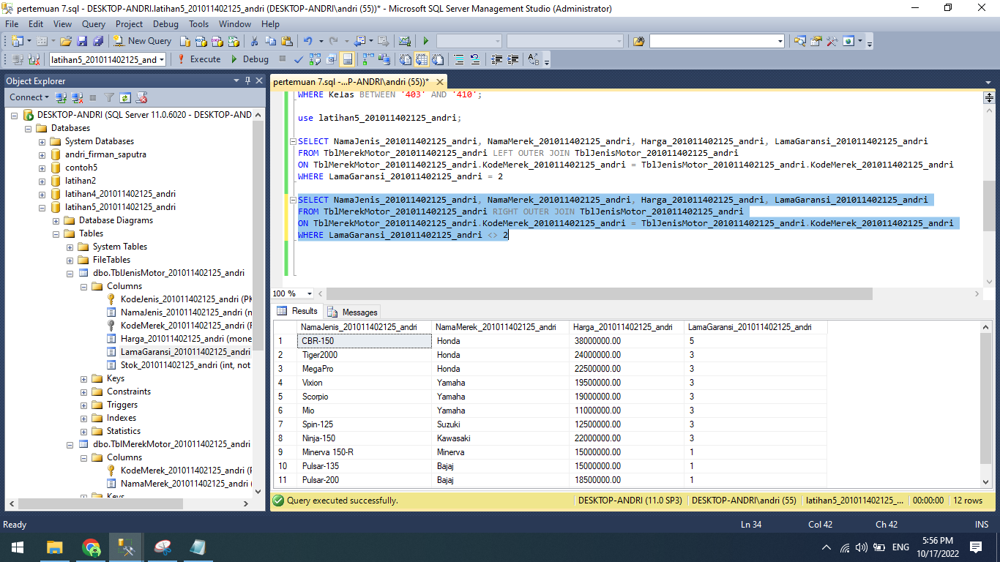 pertemuan 7.sql - DESKTOP-ANDRI.latihan5_201011402125_andri (DESKTOP-ANDRI\andri (55))* - Microsoft SQL Server Management Studio (Administrator)
File Edit View Query Project Debug Tools Window Help
New Query
latihan5_201011402125_and Execute Debug
Object Explorer
Connect
DESKTOP-ANDRI (SQL Server 11.0.6020 - DESKTOP-AND
Databases
System Databases
andri_firman_saputra
contoh5
latihan2
latihan4_201011402125_andri
latihan5_201011402125_andri
Database Diagrams
Tables
System Tables
FileTables
dbo.TblJenisMotor_201011402125_andri
Columns
KodeJenis_201011402125_andri (PK
NamaJenis_201011402125_andri (n
KodeMerek_201011402125_andri (F
Harga_201011402125_andri (mone
LamaGaransi_201011402125_andri
Stok_201011402125_andri (int, not
Keys
Constraints
Triggers
Indexes
Statistics
dbo.TblMerekMotor_201011402125_andri
Columns
KodeMerek_201011402125_andri (P
NamaMerek_201011402125_andri (
Keys
pertemuan 7.sql -...P-ANDRI\andri (55))*
WHERE Kelas BETWEEN '403' AND '410';
use latihan5_201011402125_andri;
SELECT NamaJenis_201011402125_andri, NamaMerek_201011402125_andri, Harga_201011402125_andri, LamaGaransi_201011402125_andri
FROM TblMerekMotor_201011402125_andri LEFT OUTER JOIN TblJenisMotor_201011402125_andri
ON TblMerekMotor_201011402125_andri.KodeMerek_201011402125_andri = TblJenisMotor_201011402125_andri.KodeMerek_201011402125_andri
WHERE LamaGaransi_201011402125_andri = 2
SELECT NamaJenis_201011402125_andri, NamaMerek_201011402125_andri, Harga_201011402125_andri, LamaGaransi_201011402125_andri
FROM TblMerekMotor_201011402125_andri RIGHT OUTER JOIN TblJenisMotor_201011402125_andri
ON TblMerekMotor_201011402125_andri.KodeMerek_201011402125_andri = TblJenisMotor_201011402125_andri.KodeMerek_201011402125_andri
WHERE LamaGaransi_201011402125_andri <> 2
100 %
Results Messages
NamaJenis_201011402125_andri NamaMerek_201011402125_andri Harga_201011402125_andri LamaGaransi_201011402125_andri
1 CBR-150 Honda 38000000.00 5
2 Tiger2000 Honda 24000000.00 3
3 MegaPro Honda 22500000.00 3
4 Vixion Yamaha 19500000.00 3
5 Scorpio Yamaha 19000000.00 3
6 Mio Yamaha 11000000.00 3
7 Spin-125 Suzuki 12500000.00 3
8 Ninja-150 Kawasaki 22000000.00 3
9 Minerva 150-R Minerva 15000000.00 1
10 Pulsar-135 Bajaj 15000000.00 1
11 Pulsar-200 Bajaj 18500000.00 1
Query executed successfully. DESKTOP-ANDRI (11.0 SP3) DESKTOP-ANDRI\andri (55) latihan5_201011402125_... 00:00:00 12 rows
Ready Ln 34 Col 42 Ch 42 INS
ENG
5:56 PM
10/17/2022